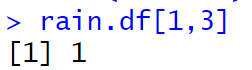 > rain.df[1,3]
[1] 1